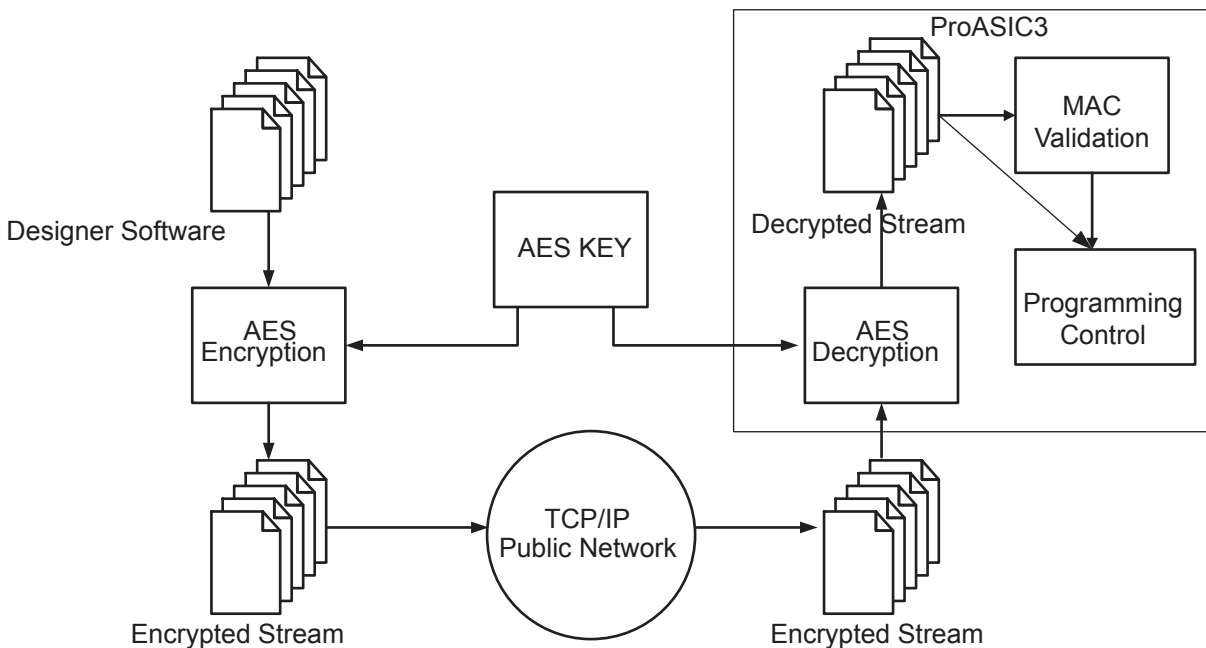 ProASIC3
MAC
Validation
Designer Software
Decrypted Stream
AES KEY
Programming
Control
AES
Encryption
AES
Decryption
TCP/IP
Public Network
Encrypted Stream
Encrypted Stream